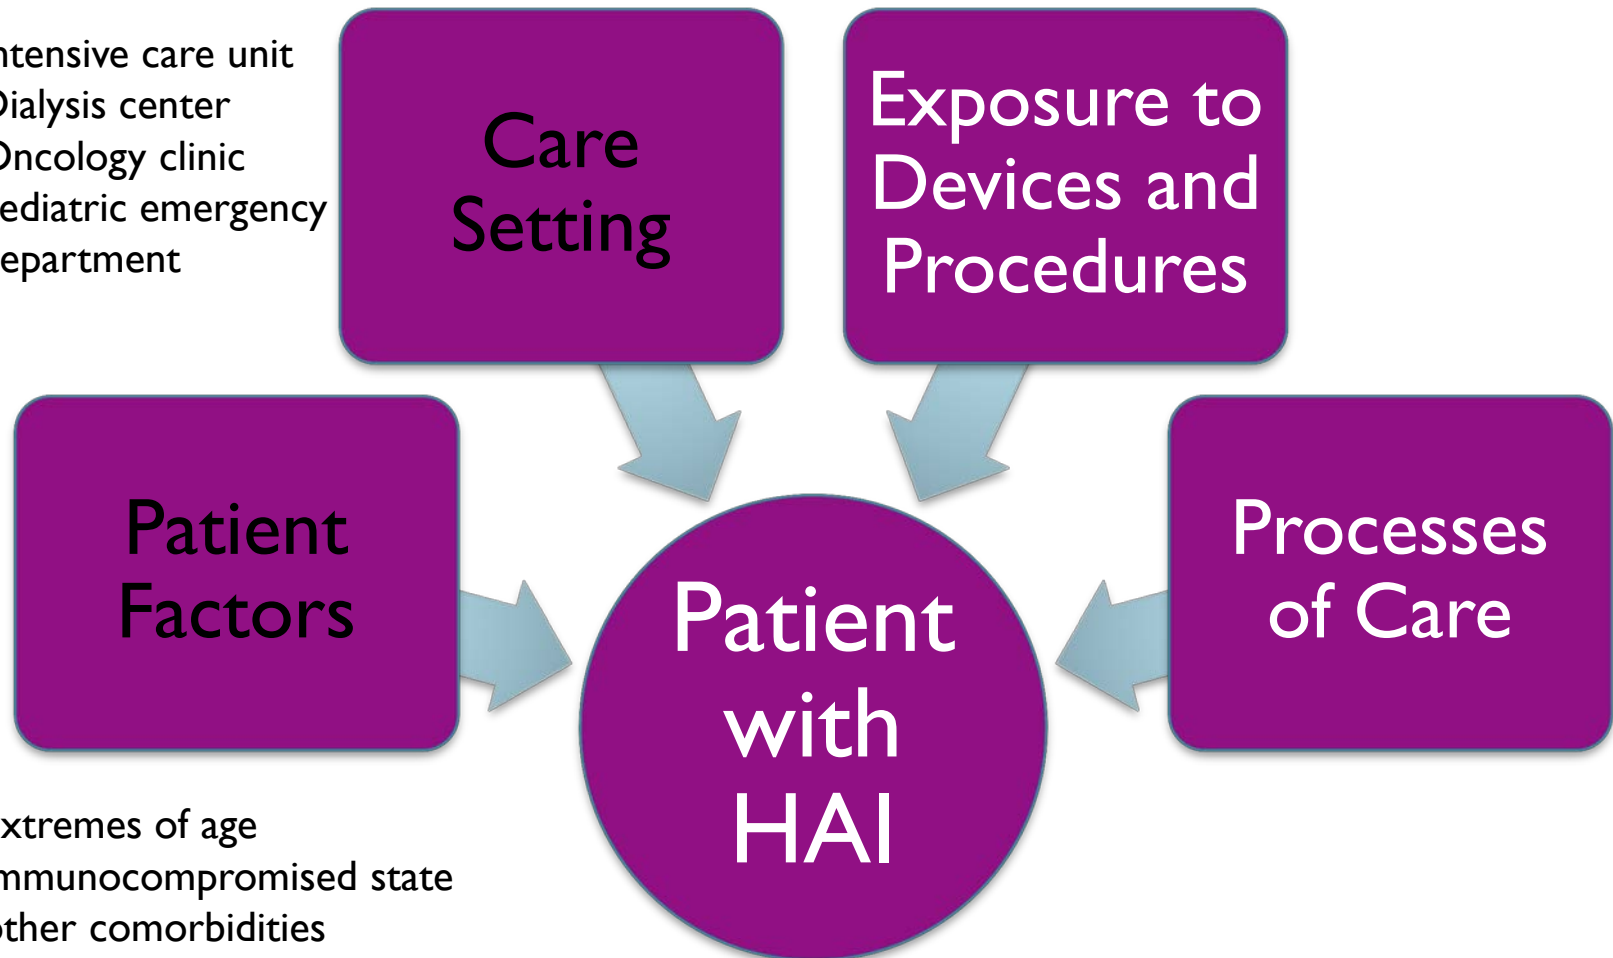 ntensive care unit
Dialysis center
Oncology clinic
ediatric emergency
epartment
Care
Setting
Exposure to
Devices and
Procedures
Patient
Factors
Processes
of Care
Patient
with
HAI
xtremes of age
mmunocompromised state
other comorbidities